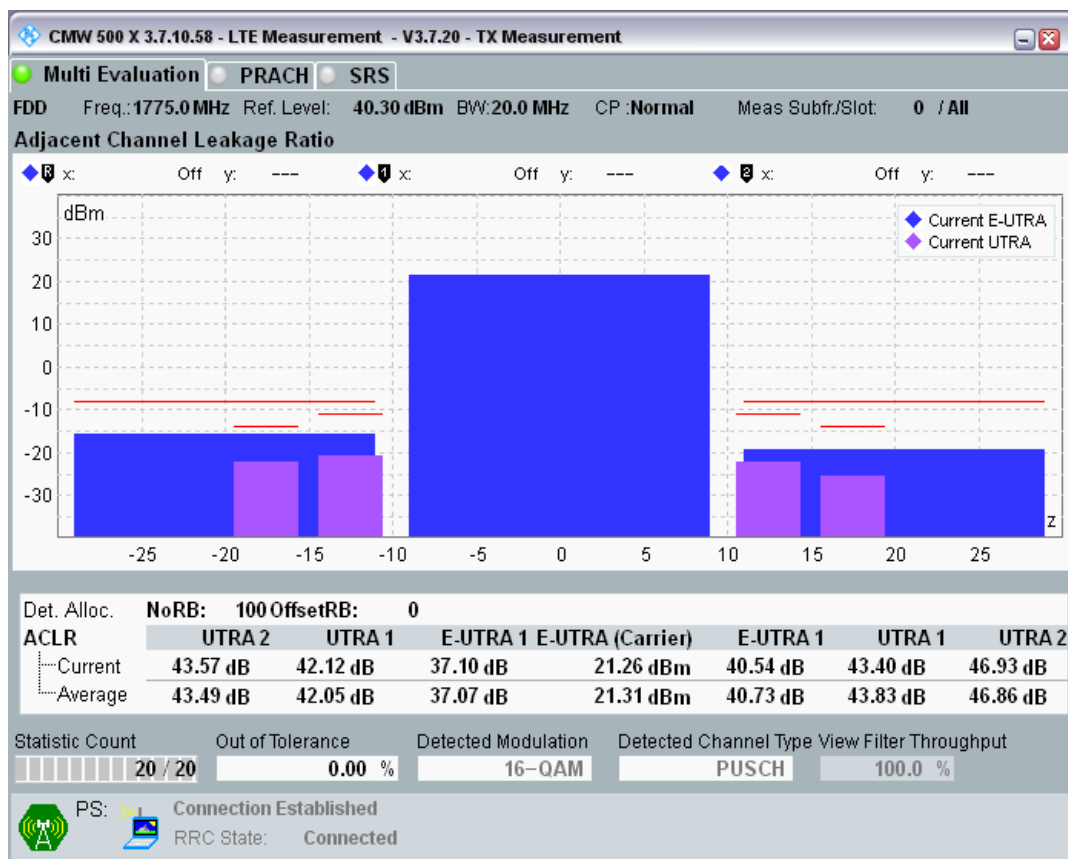 CMW 500 X 3.7.10.58 - LTE Measurement - V3.7.20 - TX Measurement
Multi Evaluation PRACH SRS
FDD Freq.:1775.0 MHz Ref. Level: 40.30 dBm BW:20.0 MHz CP :Normal Meas Subfr./Slot: 0 / All
Adjacent Channel Leakage Ratio
R x: Off y: --- 1 x: Off y: --- 2 x: Off y: ---
dBm
Current E-UTRA
Current UTRA
30
20
10
0
-10
-20
-30
z
-25 -20 -15 -10 -5 0 5 10 15 20 25
Det. Alloc. NoRB: 100 OffsetRB: 0
ACLR UTRA 2 UTRA 1 E-UTRA 1 E-UTRA (Carrier) E-UTRA 1 UTRA 1 UTRA 2
Current 43.57 dB 42.12 dB 37.10 dB 21.26 dBm 40.54 dB 43.40 dB 46.93 dB
Average 43.49 dB 42.05 dB 37.07 dB 21.31 dBm 40.73 dB 43.83 dB 46.86 dB
Statistic Count Out of Tolerance Detected Modulation Detected Channel Type View Filter Throughput
20 / 20 0.00 % 16-QAM PUSCH 100.0 %
PS: Connection Established
RRC State: Connected